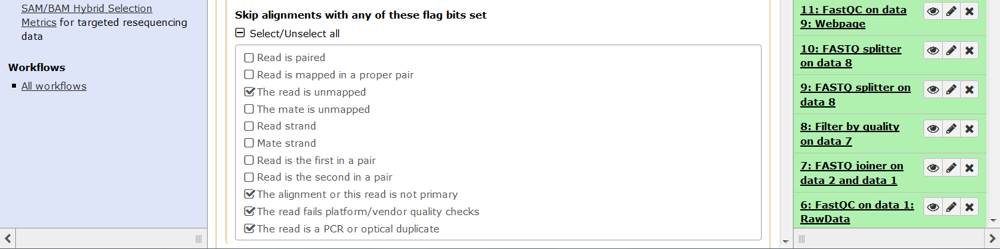 SAM/BAM Hybrid Selection
Metrics for targeted resequencing
data
Workflows
All workflows
Skip alignments with any of these flag bits set
Select/Unselect all
Read is paired
Read is mapped in a proper pair
The read is unmapped
The mate is unmapped
Read strand
Mate strand
Read is the first in a pair
Read is the second in a pair
The alignment or this read is not primary
The read fails platform/vendor quality checks
The read is a PCR or optical duplicate
11: FastQC on data
9: Webpage
10: FASTQ splitter
on data 8
9: FASTQ splitter on
data 8
8: Filter by quality
on data 7
7: FASTQ joiner on
data 2 and data 1
6: FastQC on data 1:
RawData